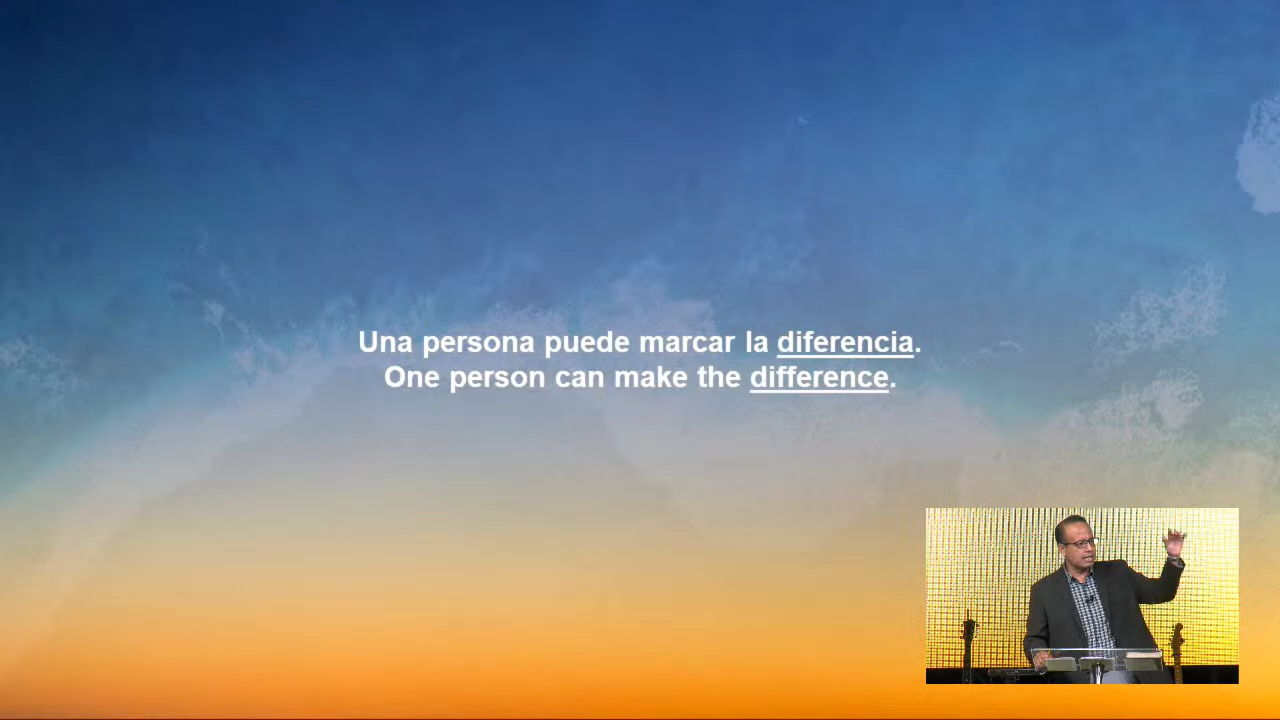 Una persona puede marcar la diferencia.
One person can make the difference.